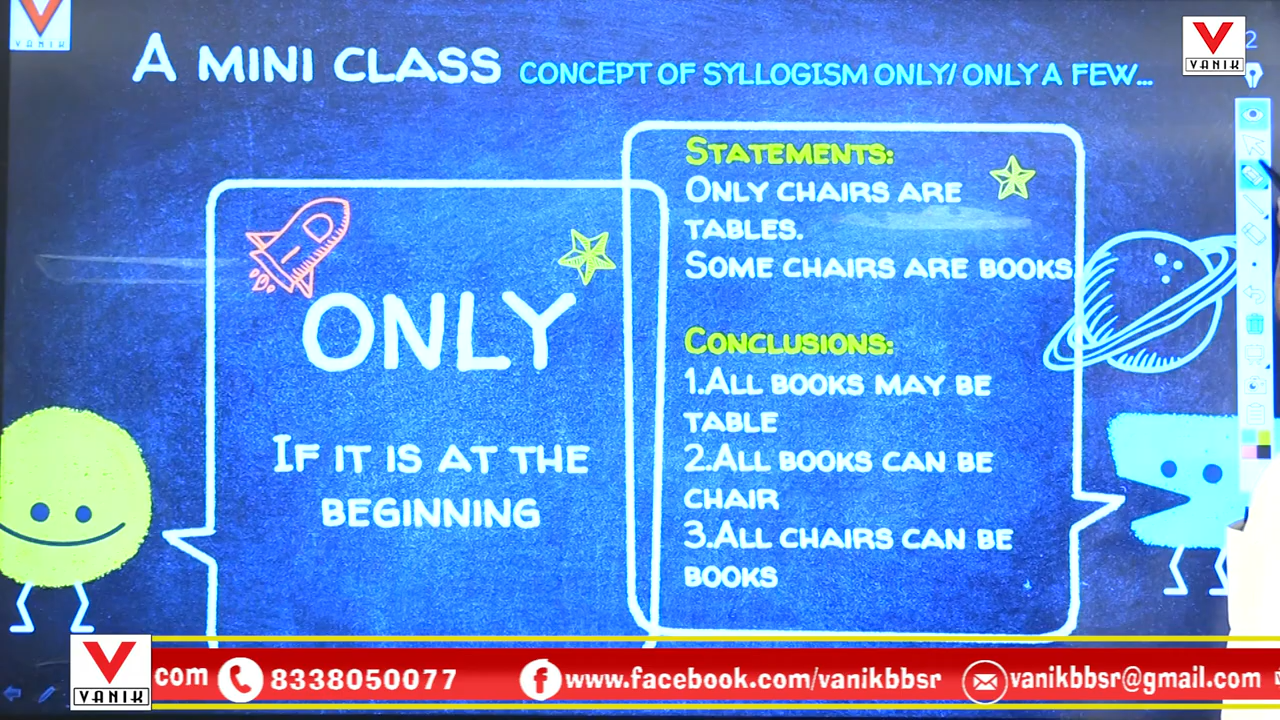 VANIK
VANIK
2
A MINI CLASS CONCEPT OF SYLLOGISM ONLY/ ONLY A FEW...
ONLY
IF IT IS AT THE
BEGINNING
STATEMENTS:
ONLY CHAIRS ARE
TABLES.
SOME CHAIRS ARE BOOKS
CONCLUSIONS:
1.ALL BOOKS MAY BE
TABLE
2.ALL BOOKS CAN BE
CHAIR
3.ALL CHAIRS CAN BE
BOOKS
VANIK
com 8338050077 www.facebook.com/vanikbbsr vanikbbsr@gmail.com